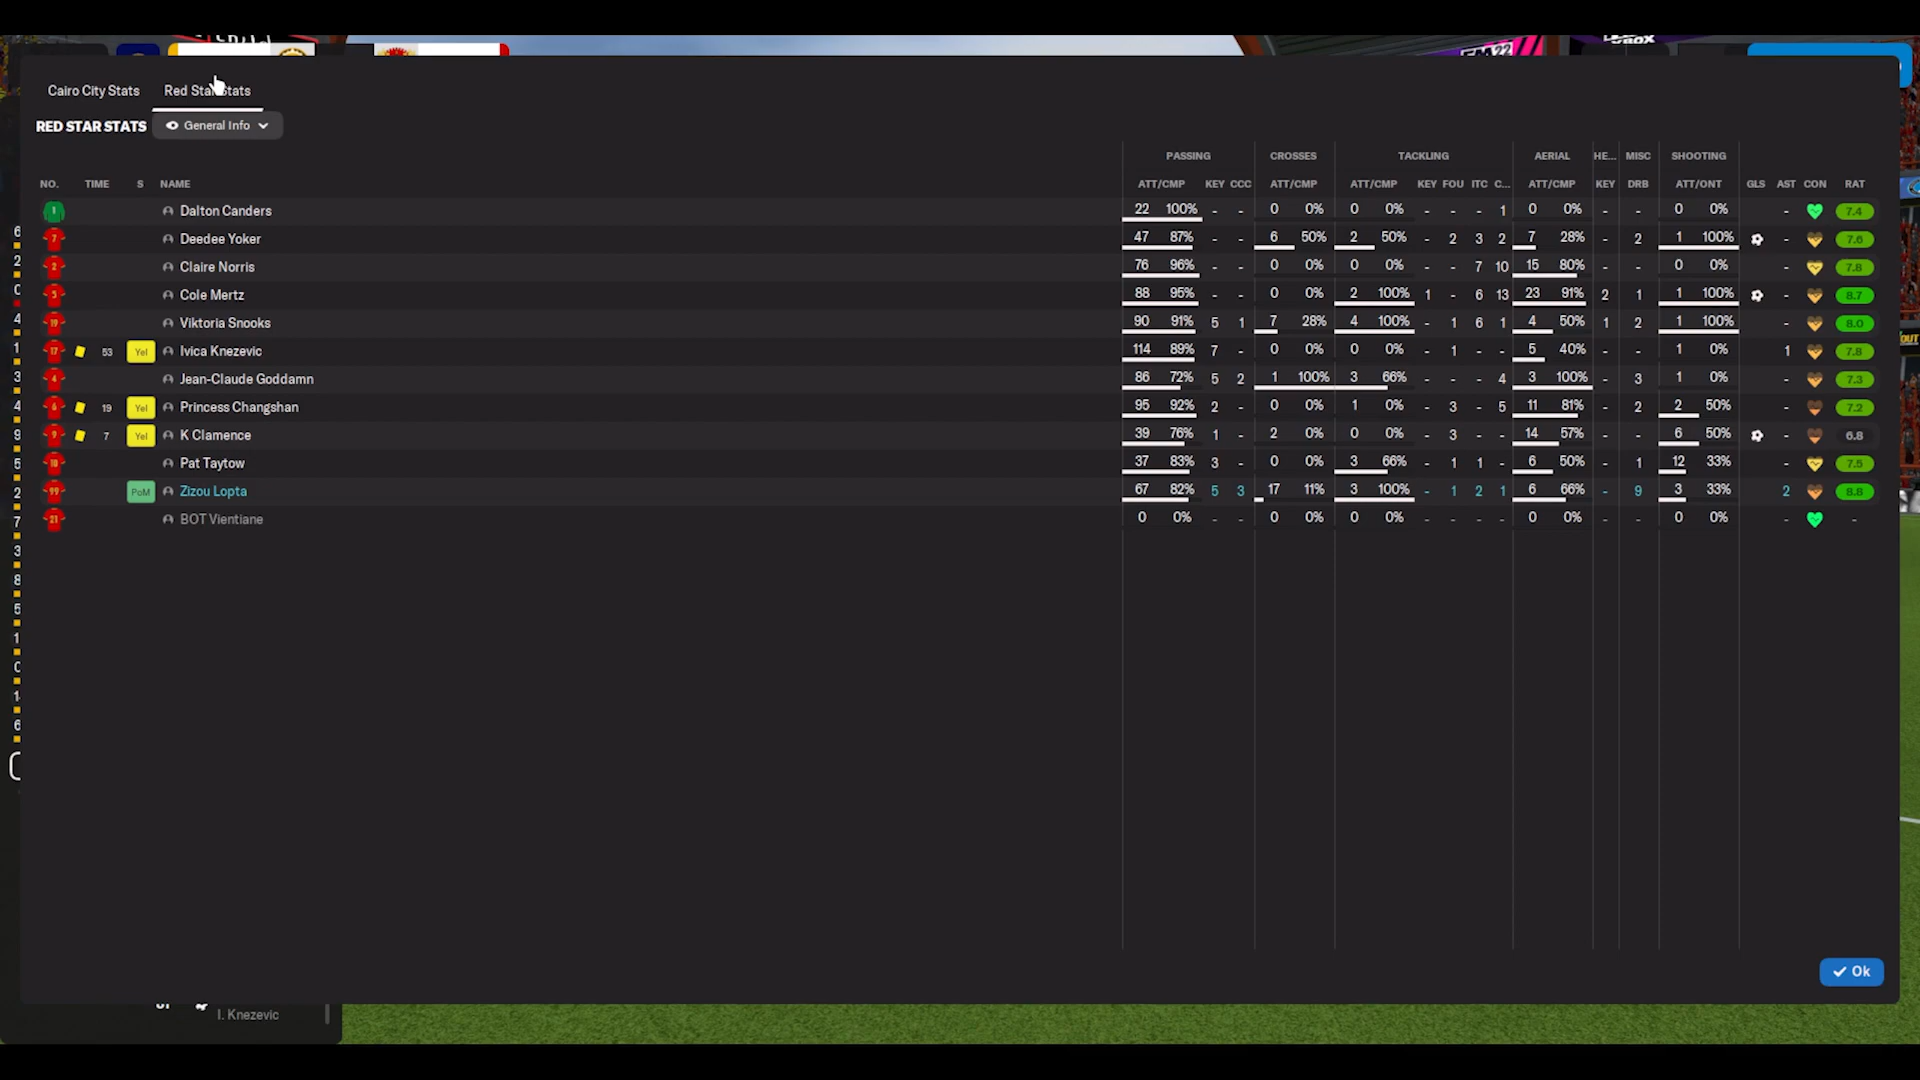 Cairo City Stats Red Star Stats
RED STAR STATS General Info
PASSING CROSSES TACKLING AERIAL HE... MISC SHOOTING
NO. TIME S NAME ATT/CMP KEY CCC ATT/CMP ATT/CMP KEY FOU ITC C... ATT/CMP KEY DRB ATT/ONT GLS AST CON RAT
1 Dalton Canders 22 100% - - 0 0% 0 0% - - - 1 0 0% - - 0 0% - 7.4
7 Deedee Yoker 47 87% - - 6 50% 2 50% - 2 3 2 7 28% - 2 1 100% - 7.6
2 Claire Norris 76 96% - - 0 0% 0 0% - - 7 10 15 80% - - 0 0% - 7.8
5 Cole Mertz 88 95% - - 0 0% 2 100% 1 - 6 13 23 91% 2 1 1 100% - 8.7
19 Viktoria Snooks 90 91% 5 1 7 28% 4 100% - 1 6 1 4 50% 1 2 1 100% - 8.0
17 53 Yel Ivica Knezevic 114 89% 7 - 0 0% 0 0% - 1 - - 5 40% - - 1 0% 1 7.8
4 Jean-Claude Goddamn 86 72% 5 2 1 100% 3 66% - - - 4 3 100% - 3 1 0% - 7.3
6 19 Yel Princess Changshan 95 92% 2 - 0 0% 1 0% - 3 - 5 11 81% - 2 2 50% - 7.2
9 7 Yel K Clamence 39 76% 1 - 2 0% 0 0% - 3 - - 14 57% - - 6 50% - 6.8
10 Pat Taytow 37 83% 3 - 0 0% 3 66% - 1 1 - 6 50% - 1 12 33% - 7.5
99 PoM Zizou Lopta 67 82% 5 3 17 11% 3 100% - 1 2 1 6 66% - 9 3 33% 2 8.8
21 BOT Vientiane 0 0% - - 0 0% 0 0% - - - - 0 0% - - 0 0% - -
Ok
I. Knezevic